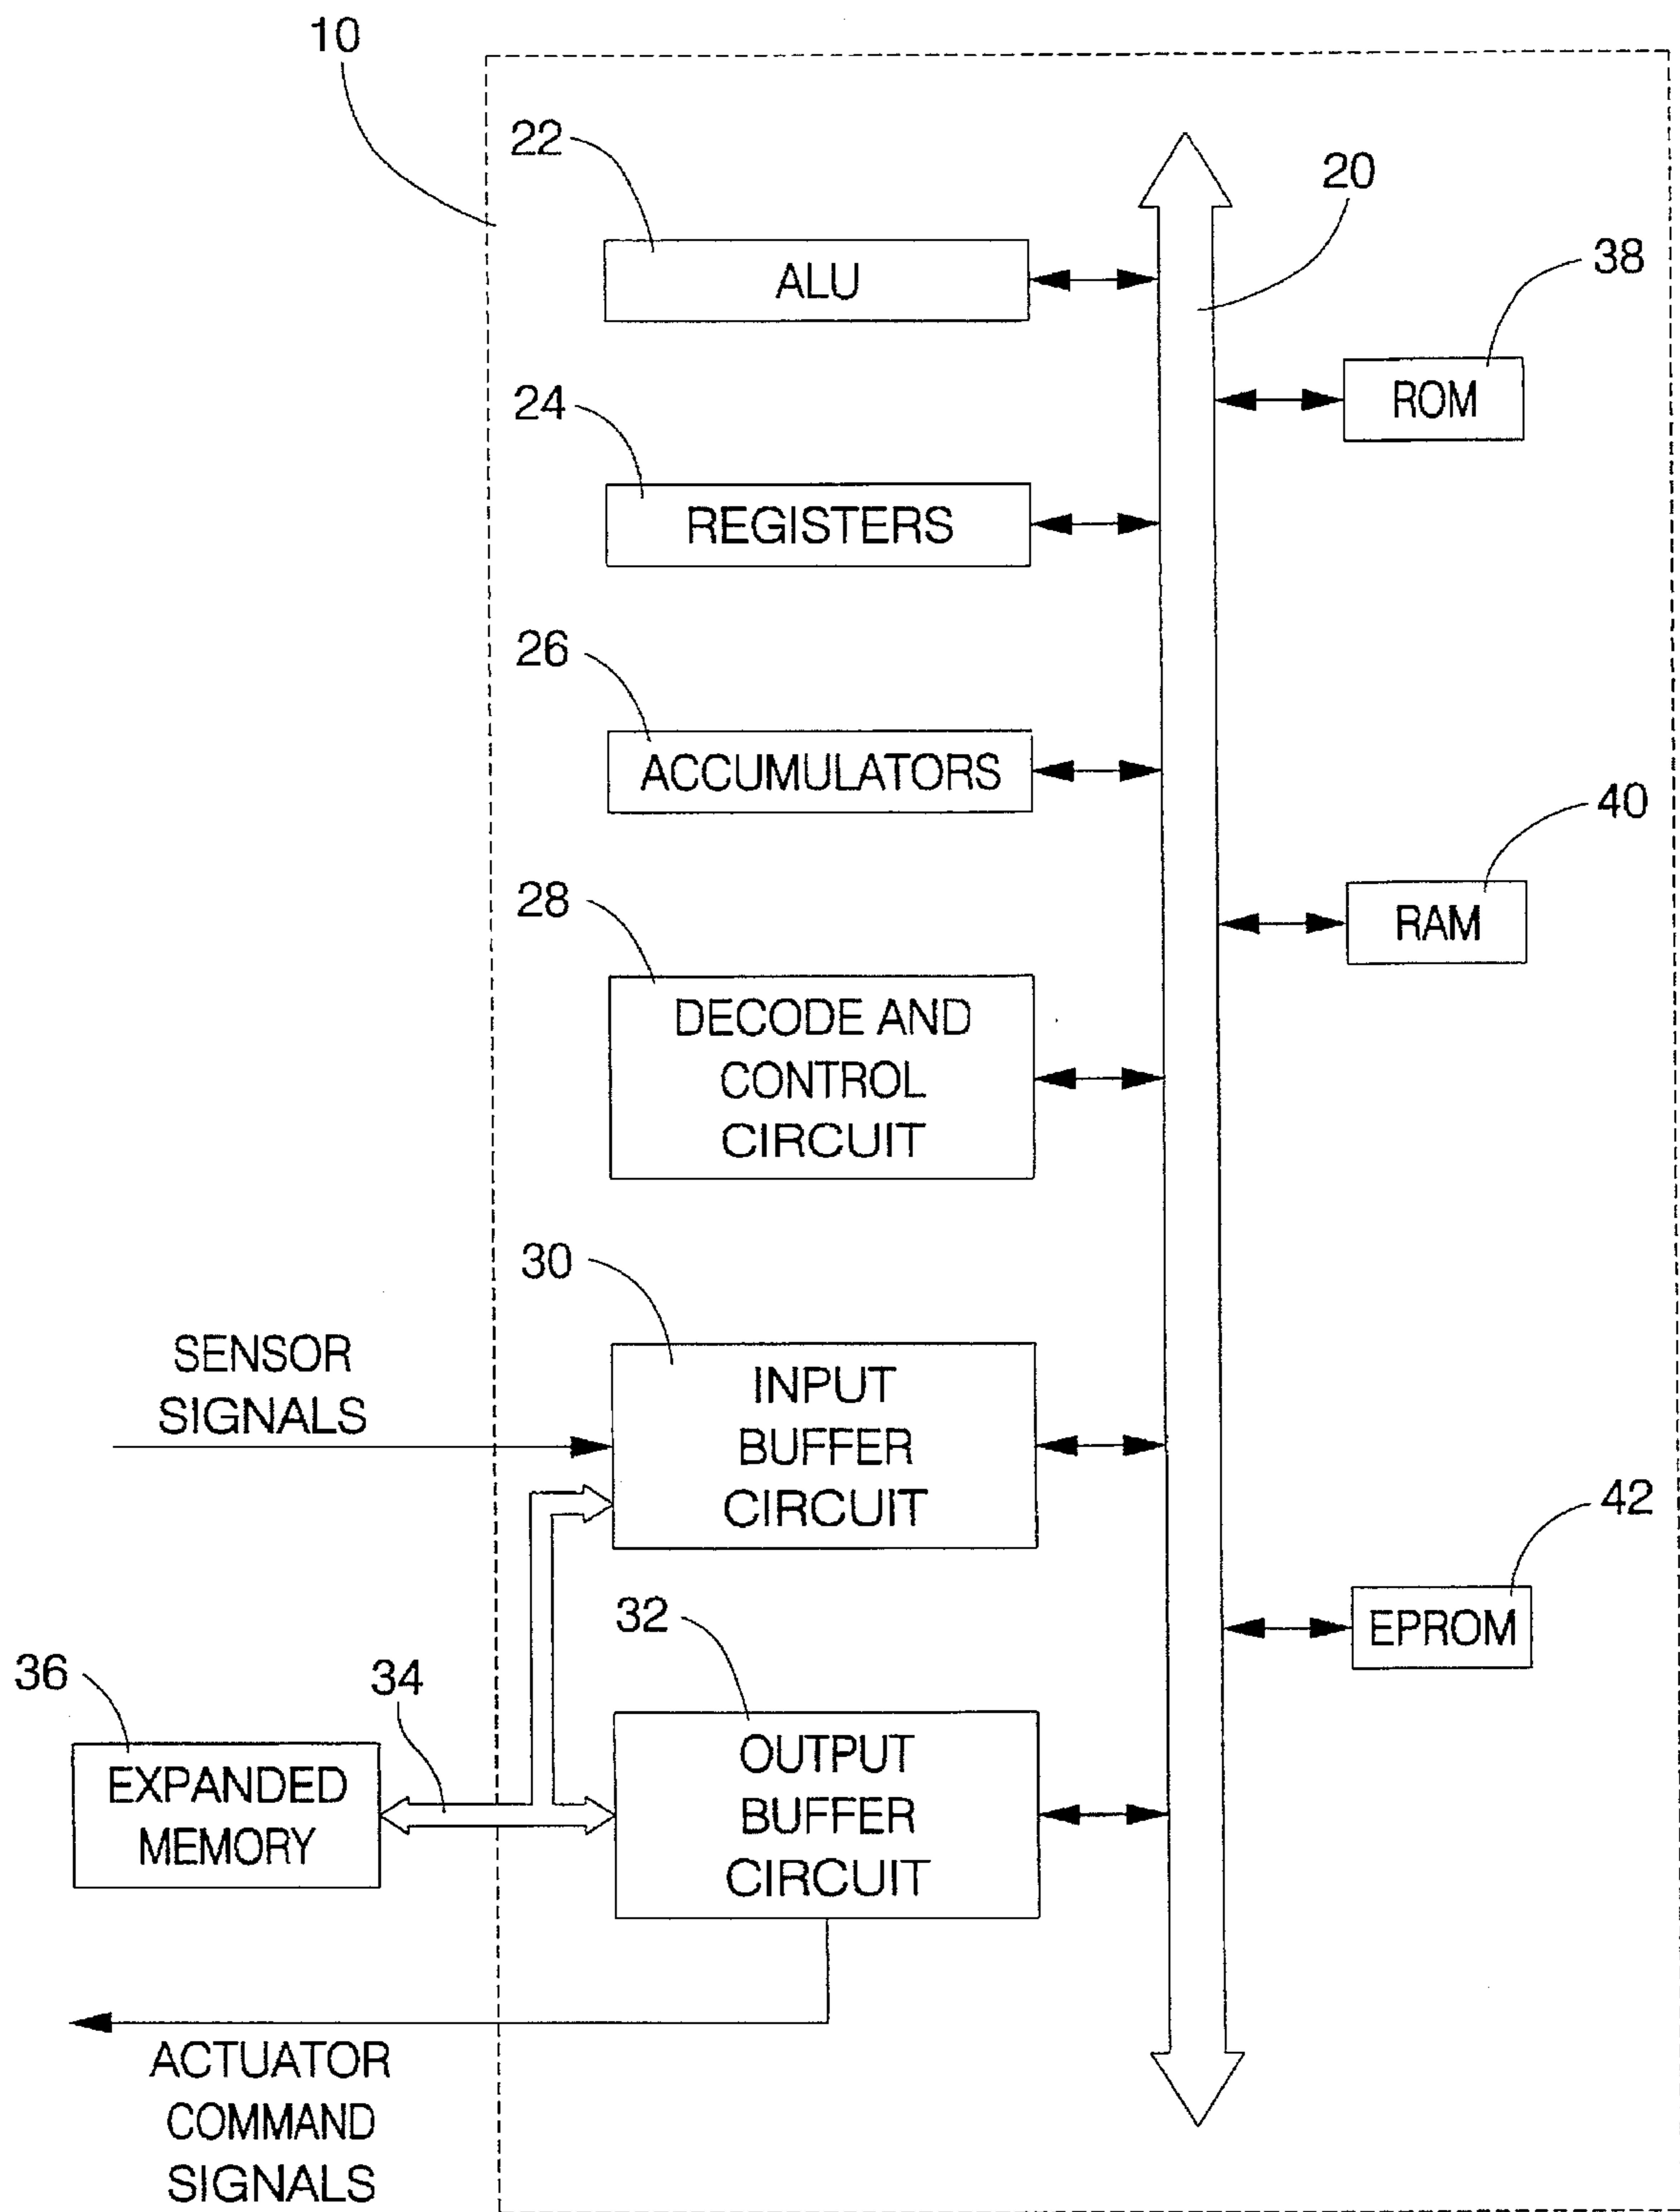 10
22
20
ALU
38
ROM
24
REGISTERS
26
ACCUMULATORS
40
RAM
28
DECODE AND
CONTROL
CIRCUIT
30
SENSOR
SIGNALS
INPUT
BUFFER
CIRCUIT
42
EPROM
32
36
34
EXPANDED
MEMORY
OUTPUT
BUFFER
CIRCUIT
ACTUATOR
COMMAND
SIGNALS